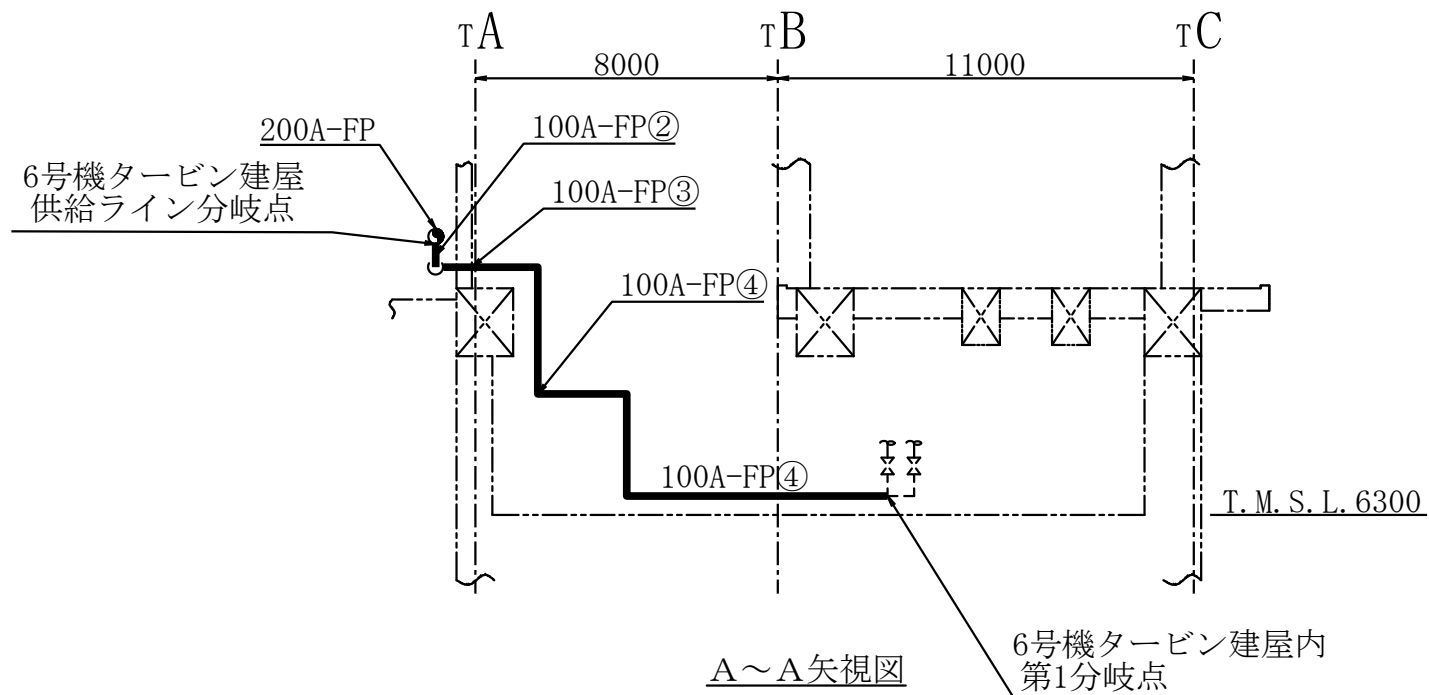 TA
TB
TC
8000
11000
200A-FP
100A-FP②
6号機タービン建屋
供給ライン分岐点
100A-FP③
100A-FP④
100A-FP④
T.M.S.L.6300
6号機タービン建屋内
第1分岐点
A～A矢視図